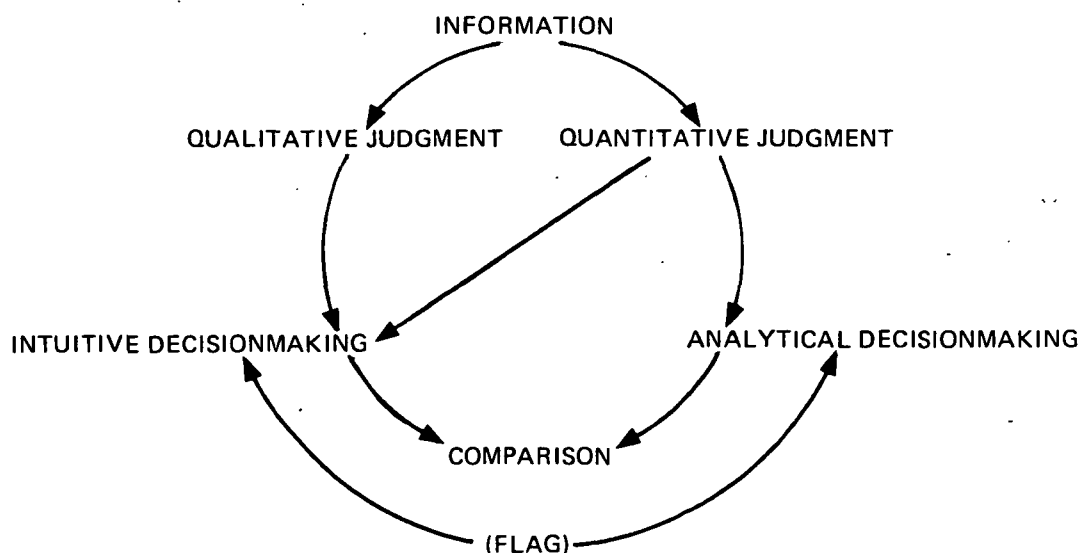 INFORMATION
QUALITATIVE JUDGMENT
QUANTITATIVE JUDGMENT
INTUITIVE DECISIONMAKING
ANALYTICAL DECISIONMAKING
COMPARISON
(FLAG)